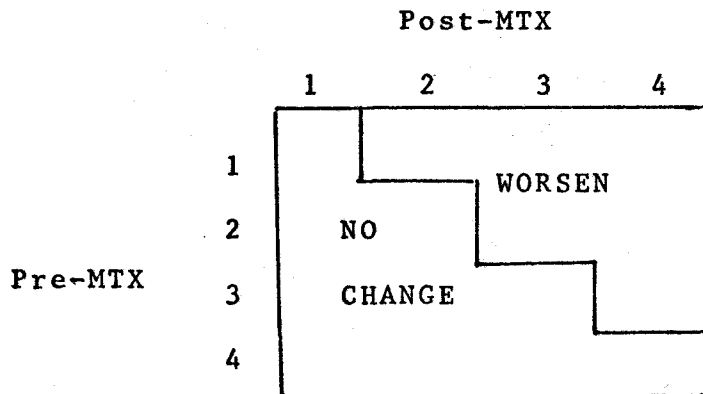 Post-MTX
1 2 3 4
1 WORSEN
2 NO
Pre-MTX
3 CHANGE
4